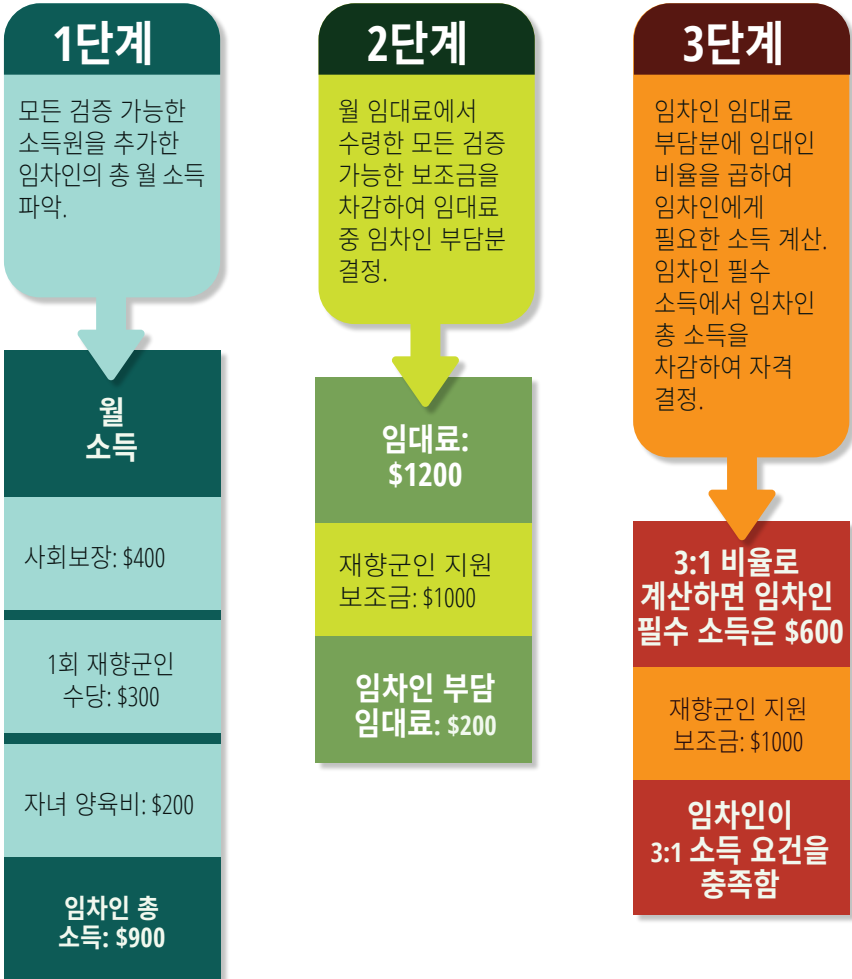 1단계
모든 검증 가능한
소득원을 추가한
임차인의 총 월 소득
파악.
월
소득
사회보장: $400
1회 재향군인
수당: $300
자녀 양육비: $200
임차인 총
소득: $900
2단계
월 임대료에서
수령한 모든 검증
가능한 보조금을
차감하여 임대료
중 임차인 부담분
결정.
임대료:
$1200
재향군인 지원
보조금: $1000
임차인 부담
임대료: $200
3단계
임차인 임대료
부담분에 임대인
비율을 곱하여
임차인에게
필요한 소득 계산.
임차인 필수
소득에서 임차인
총 소득을
차감하여 자격
결정.
3:1 비율로
계산하면 임차인
필수 소득은 $600
재향군인 지원
보조금: $1000
임차인이
3:1 소득 요건을
충족함